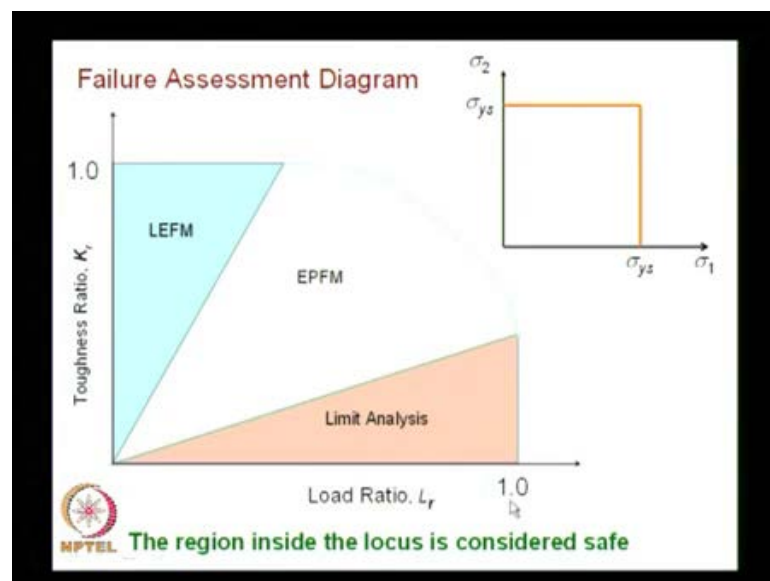 Failure Assessment Diagram
σ₂
σys
σys
σ₁
1.0
LEFM
EPFM
Limit Analysis
Toughness Ratio, Kr
Load Ratio, Lr
1.0
NPTEL
The region inside the locus is considered safe